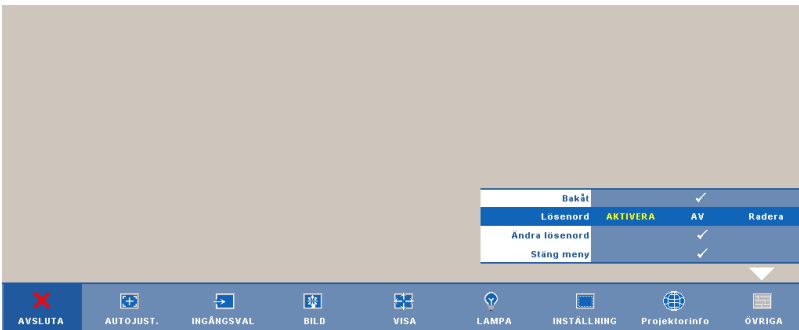 Bakåt
Lösenord AKTIVERA AV Radera
Ändra lösenord
Stäng meny
AVSLUTA AUTOJUST. INGÅNGSVAL BILD VISA LAMPA INSTÄLLNING Projektorinfo ÖVRIGA